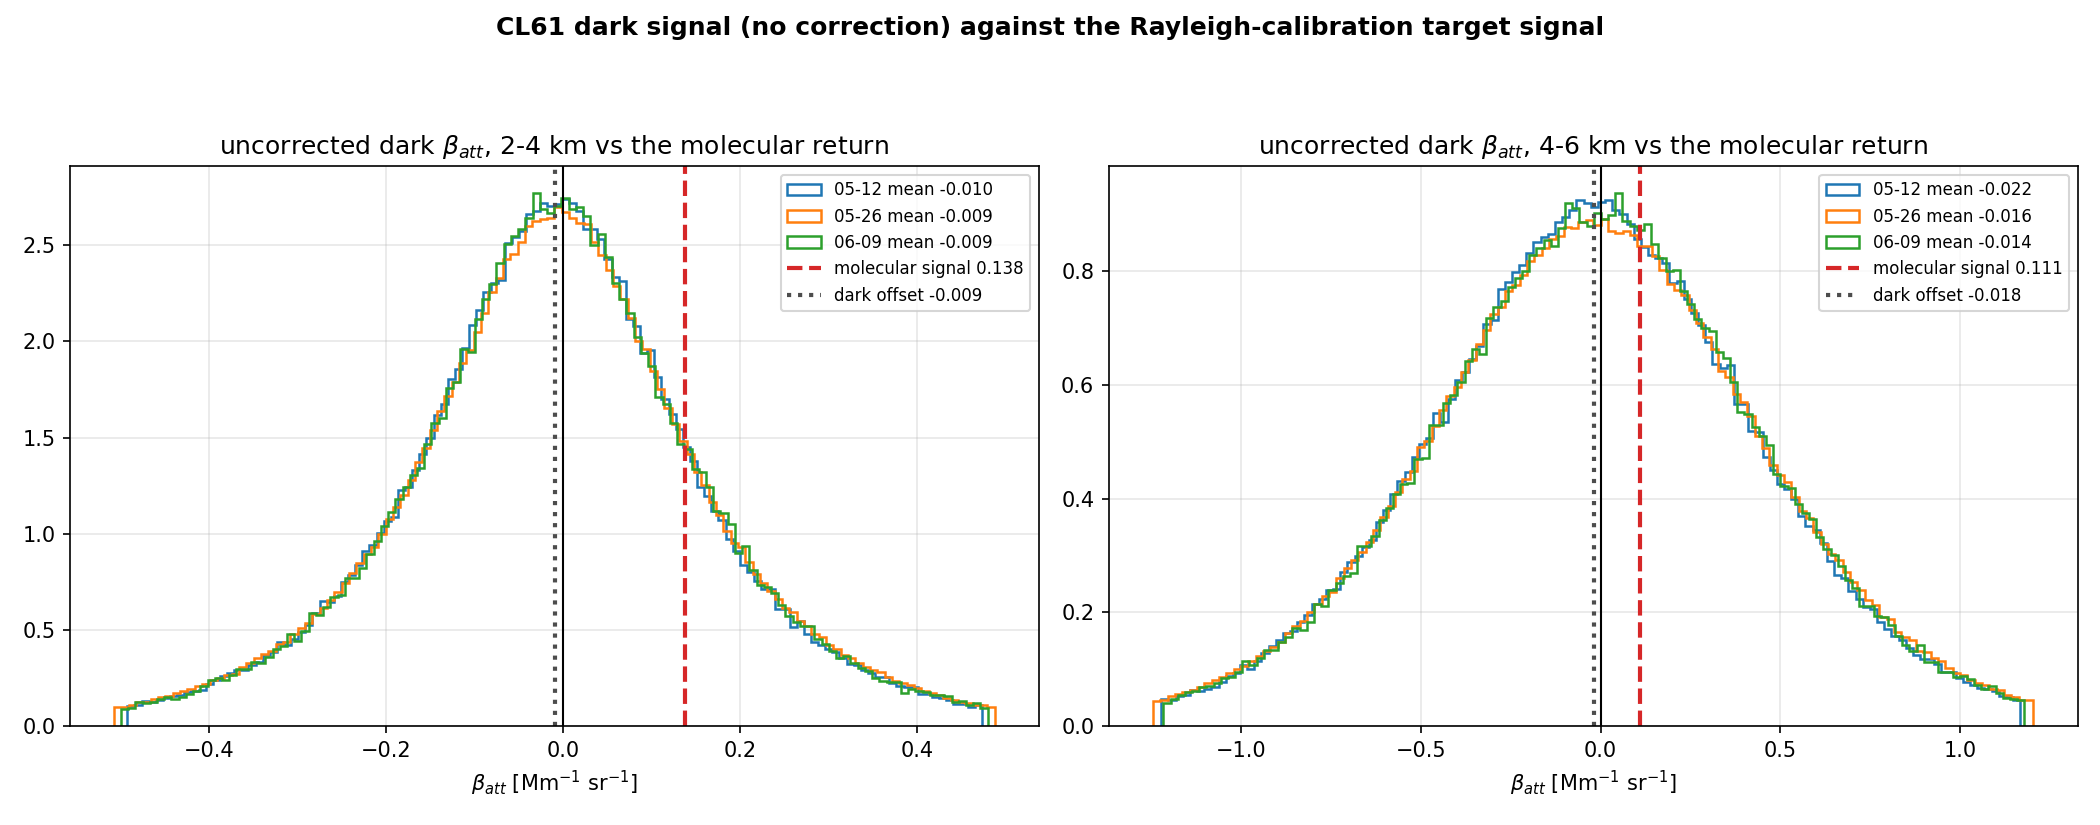 CL61 dark signal (no correction) against the Rayleigh-calibration target signal
uncorrected dark β_att, 2-4 km vs the molecular return
05-12 mean -0.010
05-26 mean -0.009
06-09 mean -0.009
molecular signal 0.138
dark offset -0.009
2.5
2.0
1.5
1.0
0.5
0.0
−0.4 −0.2 0.0 0.2 0.4
β_att [Mm⁻¹ sr⁻¹]
uncorrected dark β_att, 4-6 km vs the molecular return
05-12 mean -0.022
05-26 mean -0.016
06-09 mean -0.014
molecular signal 0.111
dark offset -0.018
0.8
0.6
0.4
0.2
0.0
−1.0 −0.5 0.0 0.5 1.0
β_att [Mm⁻¹ sr⁻¹]